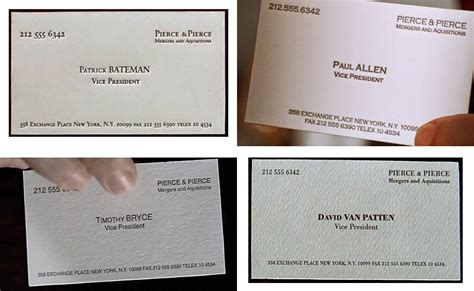 212 555 6342
PIERCE & PIERCE
MERGERS AND AQUISITIONS
PATRICK BATEMAN
VICE PRESIDENT
358 EXCHANGE PLACE NEW YORK, N.Y. 10099 FAX 212 555 6390 TELEX 10 4534
212.555.6342
PIERCE & PIERCE
MERGERS AND AQUISITIONS
PAUL ALLEN
VICE PRESIDENT
358 EXCHANGE PLACE NEW YORK, N.Y. 10099
FAX 212 555 6390 TELEX 10 4534
212 555 6342
PIERCE & PIERCE
Mergers and Aquisitions
TIMOTHY BRYCE
Vice President
358 EXCHANGE PLACE NEW YORK, N.Y. 10099 FAX 212 555 6390 TELEX 10 4534
212 555 6342
PIERCE & PIERCE
Mergers and Aquisitions
DAVID VAN PATTEN
Vice President
358 EXCHANGE PLACE NEW YORK, N.Y. 10099 FAX 212 555 6390 TELEX 10 4534